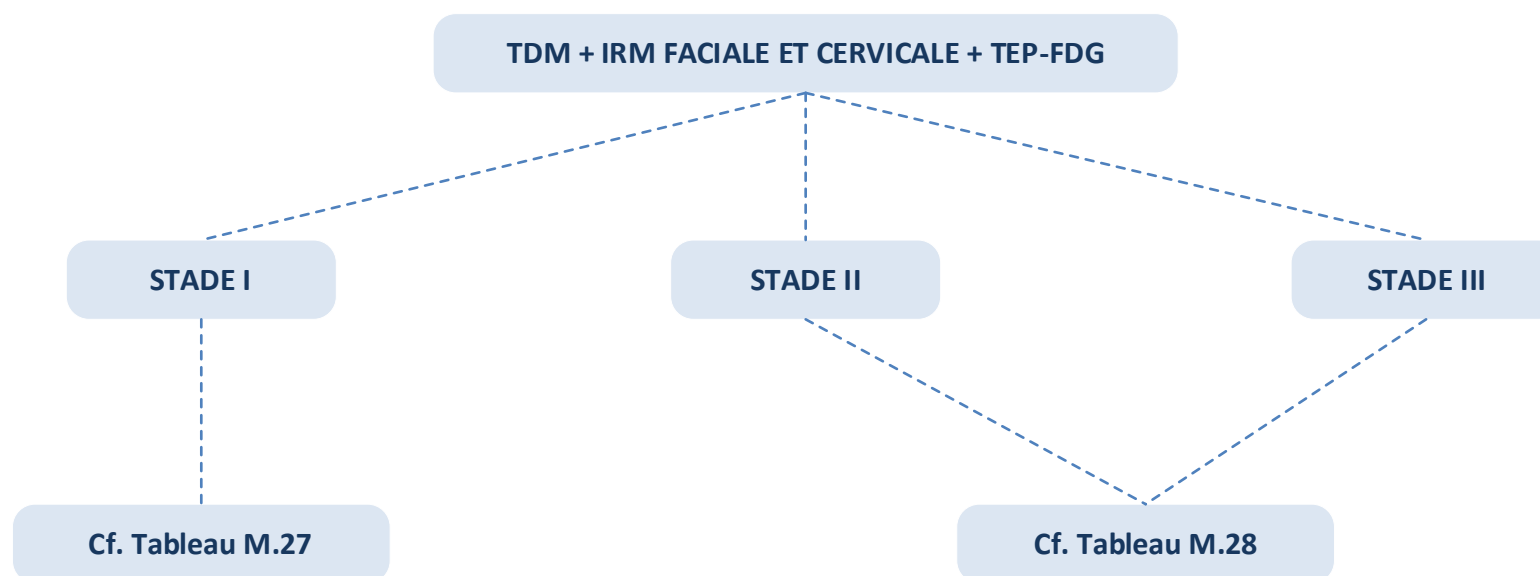 TDM + IRM FACIALE ET CERVICALE + TEP-FDG
STADE I
STADE II
STADE III
Cf. Tableau M.27
Cf. Tableau M.28